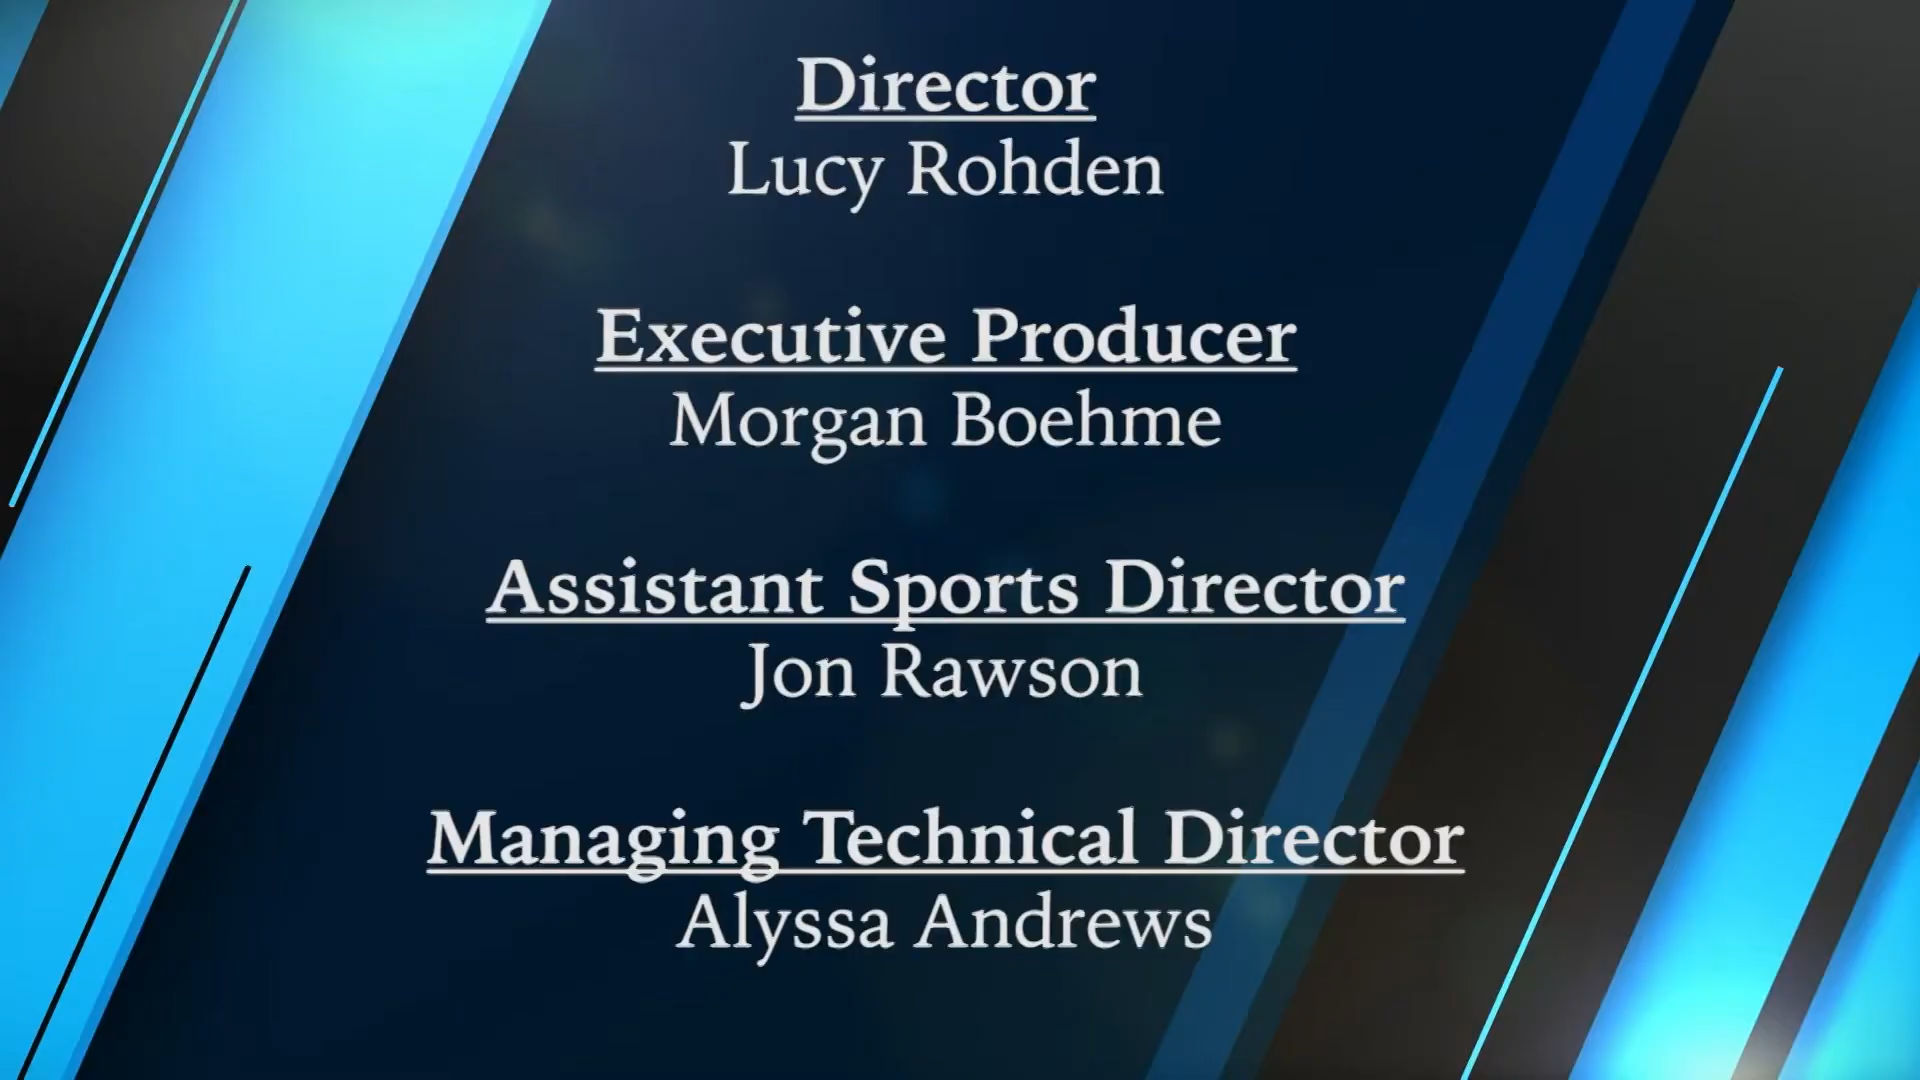 Director
Lucy Rohden
Executive Producer
Morgan Boehme
Assistant Sports Director
Jon Rawson
Managing Technical Director
Alyssa Andrews